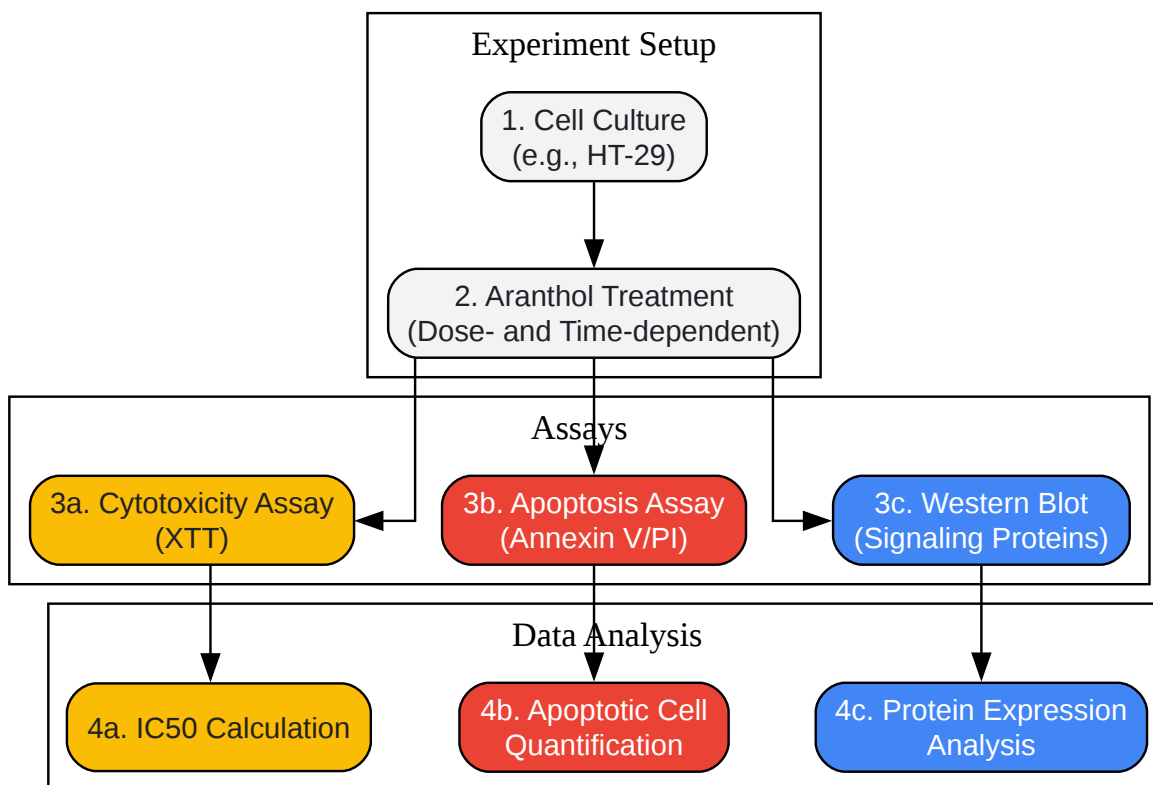 Experiment Setup
1. Cell Culture
(e.g., HT-29)
2. Aranthol Treatment
(Dose- and Time-dependent)
Assays
3a. Cytotoxicity Assay
(XTT)
3b. Apoptosis Assay
(Annexin V/PI)
3c. Western Blot
(Signaling Proteins)
Data Analysis
4a. IC50 Calculation
4b. Apoptotic Cell
Quantification
4c. Protein Expression
Analysis